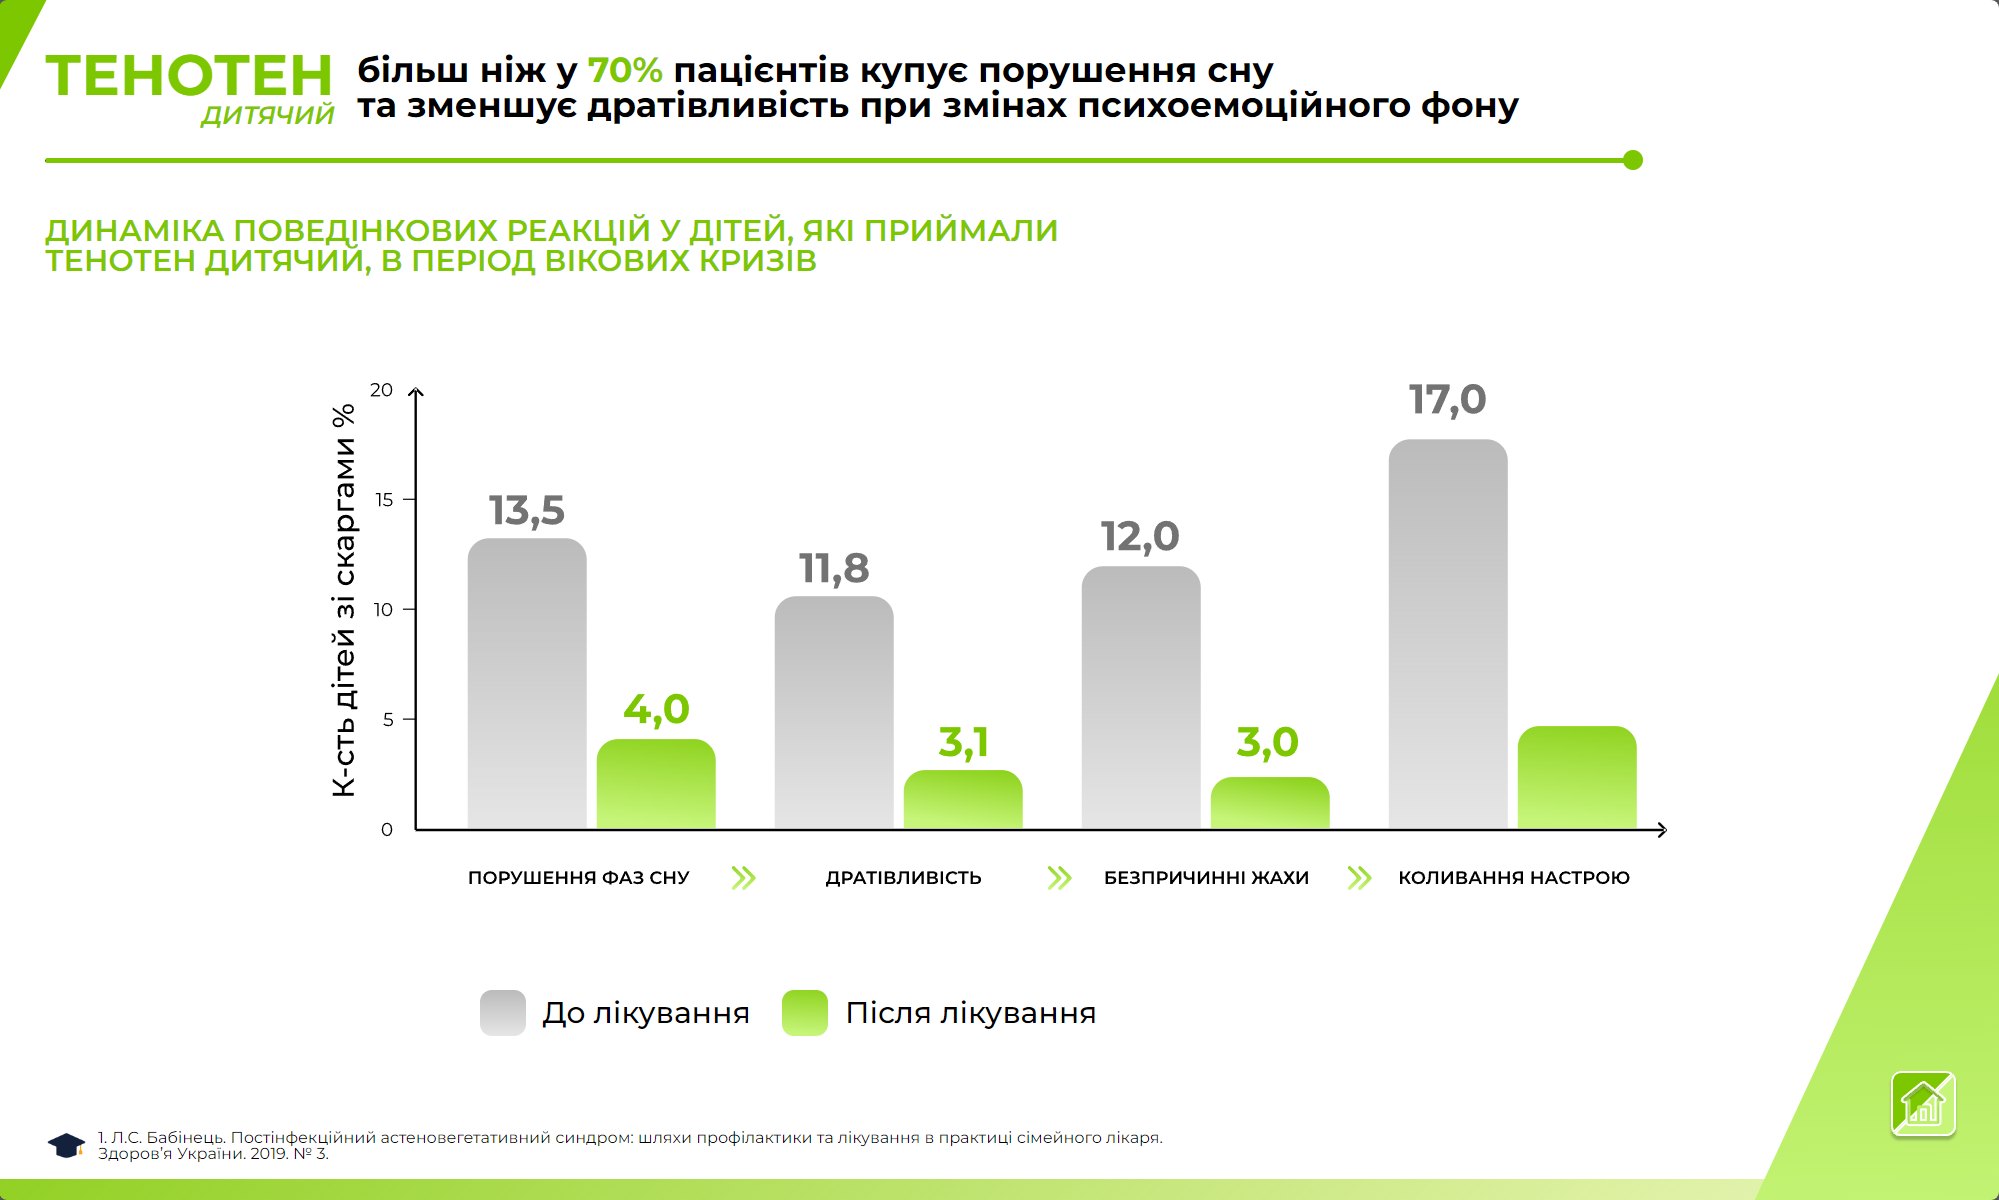 ТЕНОТЕН
ДИТЯЧИЙ
більш ніж у 70% пацієнтів купує порушення сну
та зменшує дратівливість при змінах психоемоційного фону
ДИНАМІКА ПОВЕДІНКОВИХ РЕАКЦІЙ У ДІТЕЙ, ЯКІ ПРИЙМАЛИ
ТЕНОТЕН ДИТЯЧИЙ, В ПЕРІОД ВІКОВИХ КРИЗІВ
К-сть дітей зі скаргами %
20
15
10
5
0
13,5
4,0
11,8
3,1
12,0
3,0
17,0
ПОРУШЕННЯ ФАЗ СНУ
ДРАТІВЛИВІСТЬ
БЕЗПРИЧИННІ ЖАХИ
КОЛИВАННЯ НАСТРОЮ
До лікування
Після лікування
1. Л.С. Бабінець. Постінфекційний астеновегетативний синдром: шляхи профілактики та лікування в практиці сімейного лікаря.
Здоров’я України. 2019. № 3.